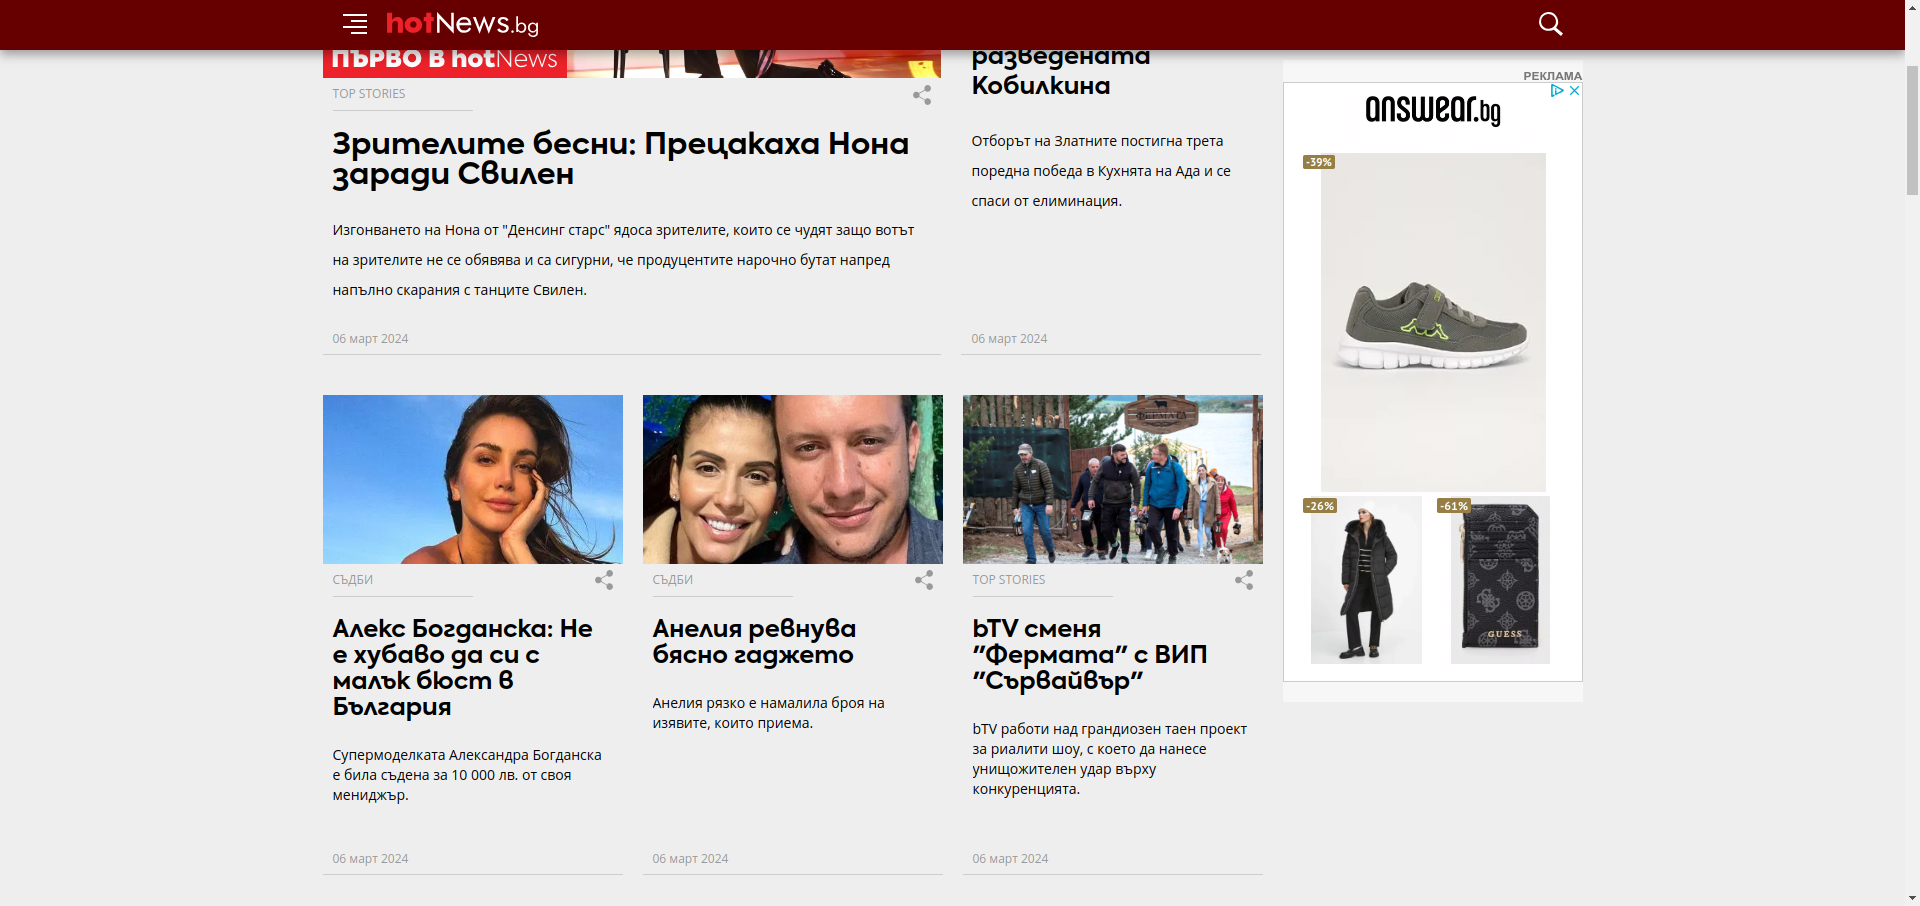 hotNews.bg
ПЪРВО В hotNews
TOP STORIES
Зрителите бесни: Прецакаха Нона
заради Свилен
Изгонването на Нона от "Денсинг старс" ядоса зрителите, които се чудят защо вотът
на зрителите не се обявява и са сигурни, че продуцентите нарочно бутат напред
напълно скарания с танците Свилен.
06 март 2024
разведената
Кобилкина
Отборът на Златните постигна трета
поредна победа в Кухнята на Ада и се
спаси от елиминация.
06 март 2024
РЕКЛАМА
answear.bg
-39%
-26%
-61%
GUESS
ФЕРМАТА
СЪДБИ
Алекс Богданска: Не
е хубаво да си с
малък бюст в
България
Супермоделката Александра Богданска
е била съдена за 10 000 лв. от своя
мениджър.
06 март 2024
СЪДБИ
Анелия ревнува
бясно гаджето
Анелия рязко е намалила броя на
изявите, които приема.
06 март 2024
TOP STORIES
bTV сменя
"Фермата" с ВИП
"Сървайвър"
bTV работи над грандиозен таен проект
за риалити шоу, с което да нанесе
унищожителен удар върху
конкуренцията.
06 март 2024